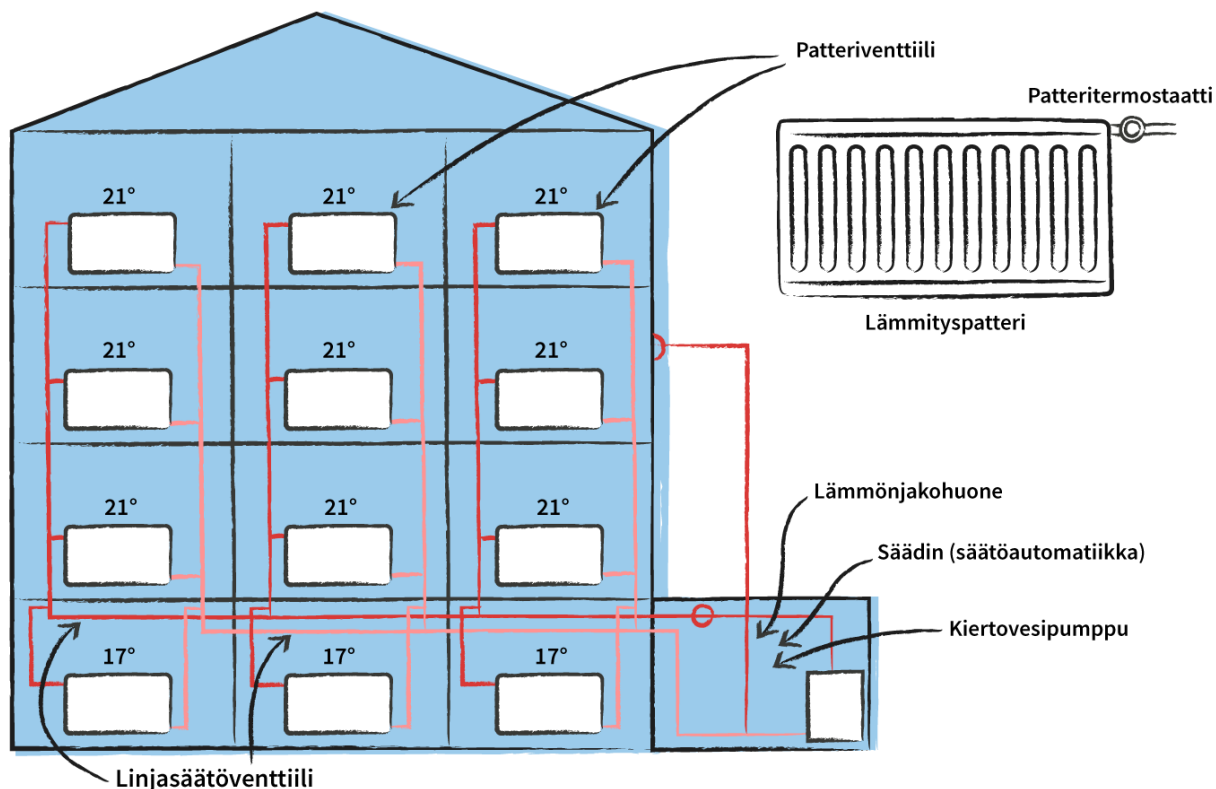 Patteriventtiili
Patteritermostaatti
21° 21° 21°
Lämmityspatteri
21° 21° 21°
Lämmönjakohuone
21° 21° 21°
Säädin (säätöautomatiikka)
Kiertovesipumppu
17° 17° 17°
Linjasäätöventtiili